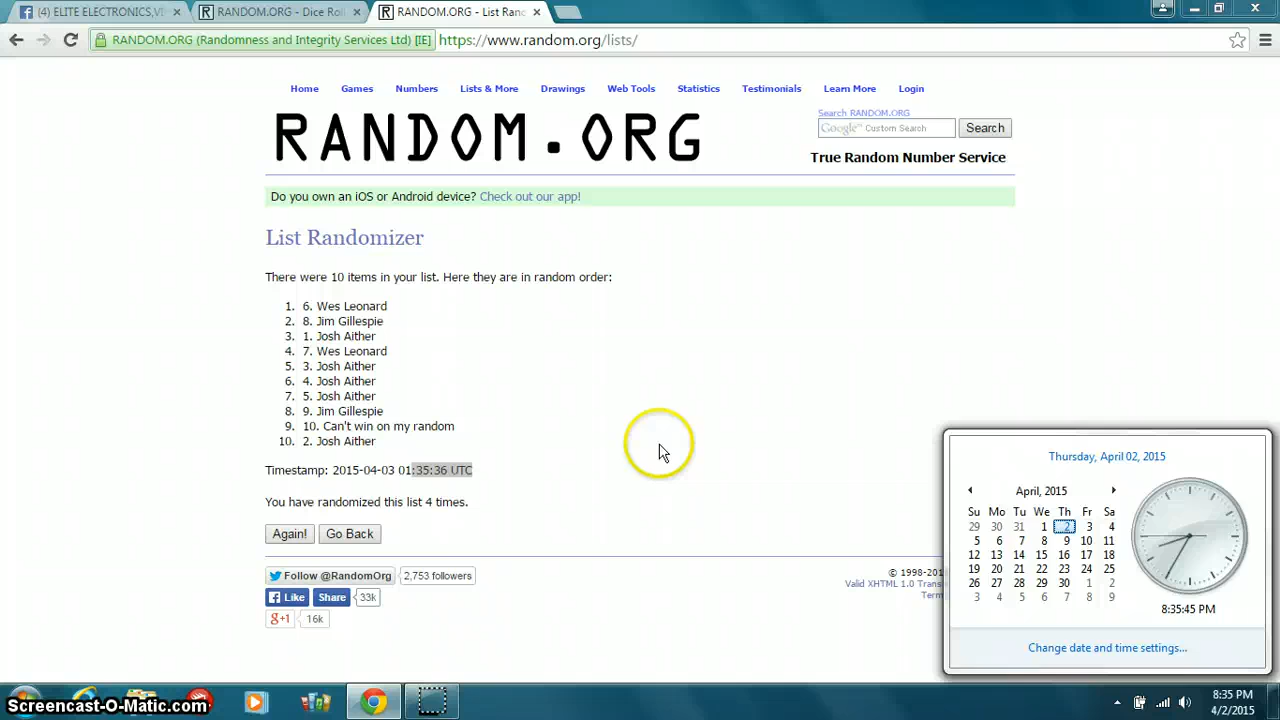 (4) ELITE ELECTRONICS,VI
RANDOM.ORG - Dice Roll
RANDOM.ORG - List Ran
RANDOM.ORG (Randomness and Integrity Services Ltd) [IE]
https://www.random.org/lists/
Home Games Numbers Lists & More Drawings Web Tools Statistics Testimonials Learn More Login
RANDOM.ORG
Search RANDOM.ORG
Google™ Custom Search
Search
True Random Number Service
Do you own an iOS or Android device? Check out our app!
List Randomizer
There were 10 items in your list. Here they are in random order:
1. 6. Wes Leonard
2. 8. Jim Gillespie
3. 1. Josh Aither
4. 7. Wes Leonard
5. 3. Josh Aither
6. 4. Josh Aither
7. 5. Josh Aither
8. 9. Jim Gillespie
9. 10. Can't win on my random
10. 2. Josh Aither
Timestamp: 2015-04-03 01:35:36 UTC
You have randomized this list 4 times.
Again! Go Back
Follow @RandomOrg 2,753 followers
Like Share 33k
g+1 16k
© 1998-201
Valid XHTML 1.0 Trans
Term
Thursday, April 02, 2015
April, 2015
Su Mo Tu We Th Fr Sa
29 30 31 1 2 3 4
5 6 7 8 9 10 11
12 13 14 15 16 17 18
19 20 21 22 23 24 25
26 27 28 29 30 1 2
3 4 5 6 7 8 9
8:35:45 PM
Change date and time settings...
Screencast-O-Matic.com
8:35 PM
4/2/2015